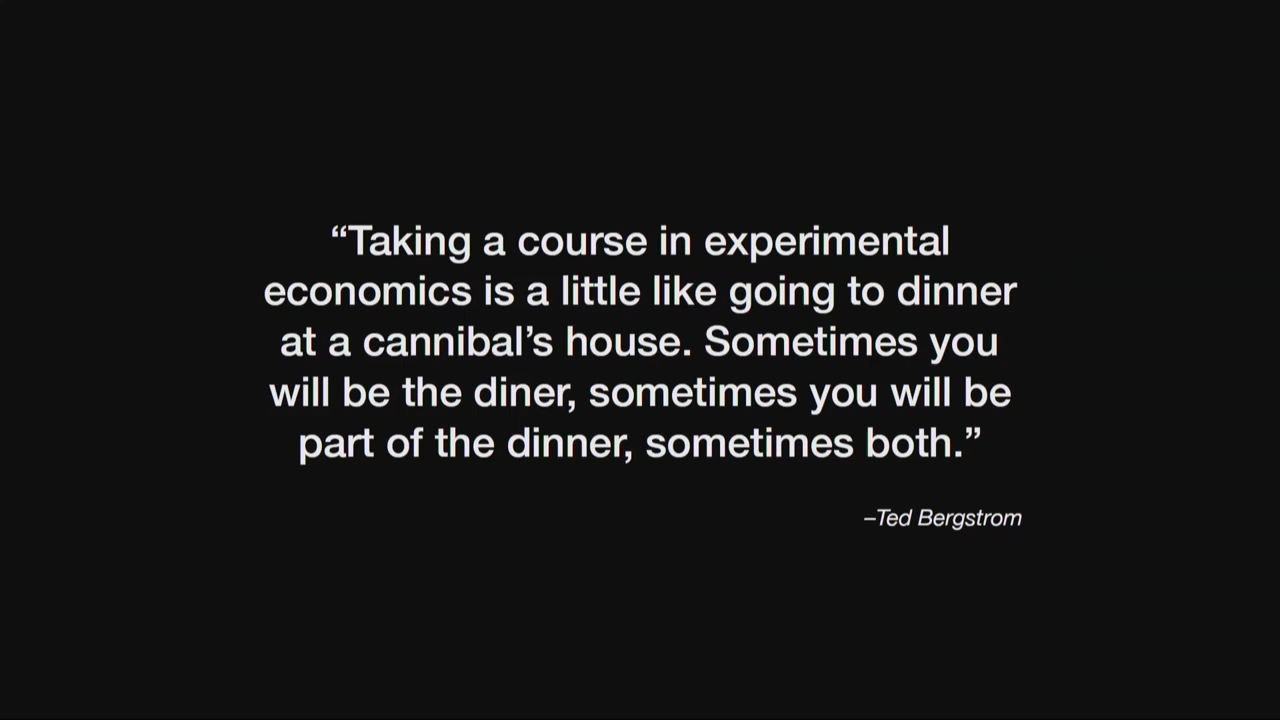 “Taking a course in experimental
economics is a little like going to dinner
at a cannibal’s house. Sometimes you
will be the diner, sometimes you will be
part of the dinner, sometimes both.”
–Ted Bergstrom